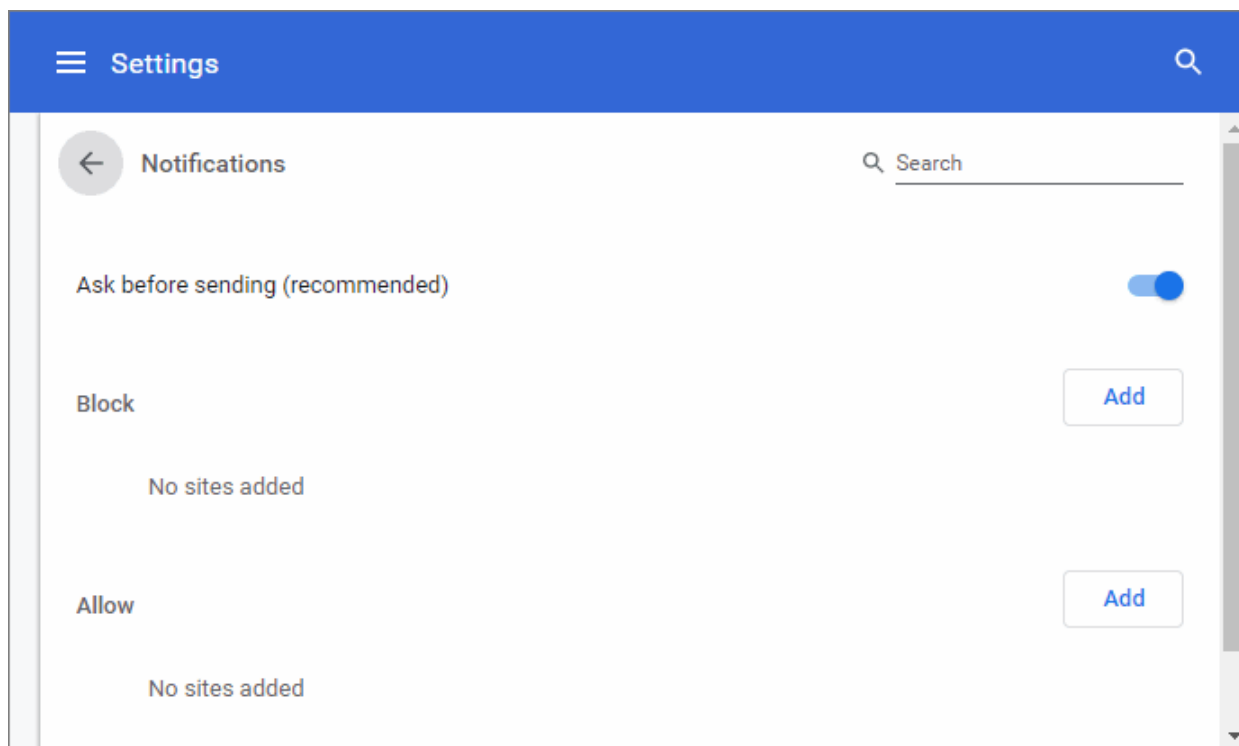 Settings
Notifications
Search
Ask before sending (recommended)
Block
Add
No sites added
Allow
Add
No sites added